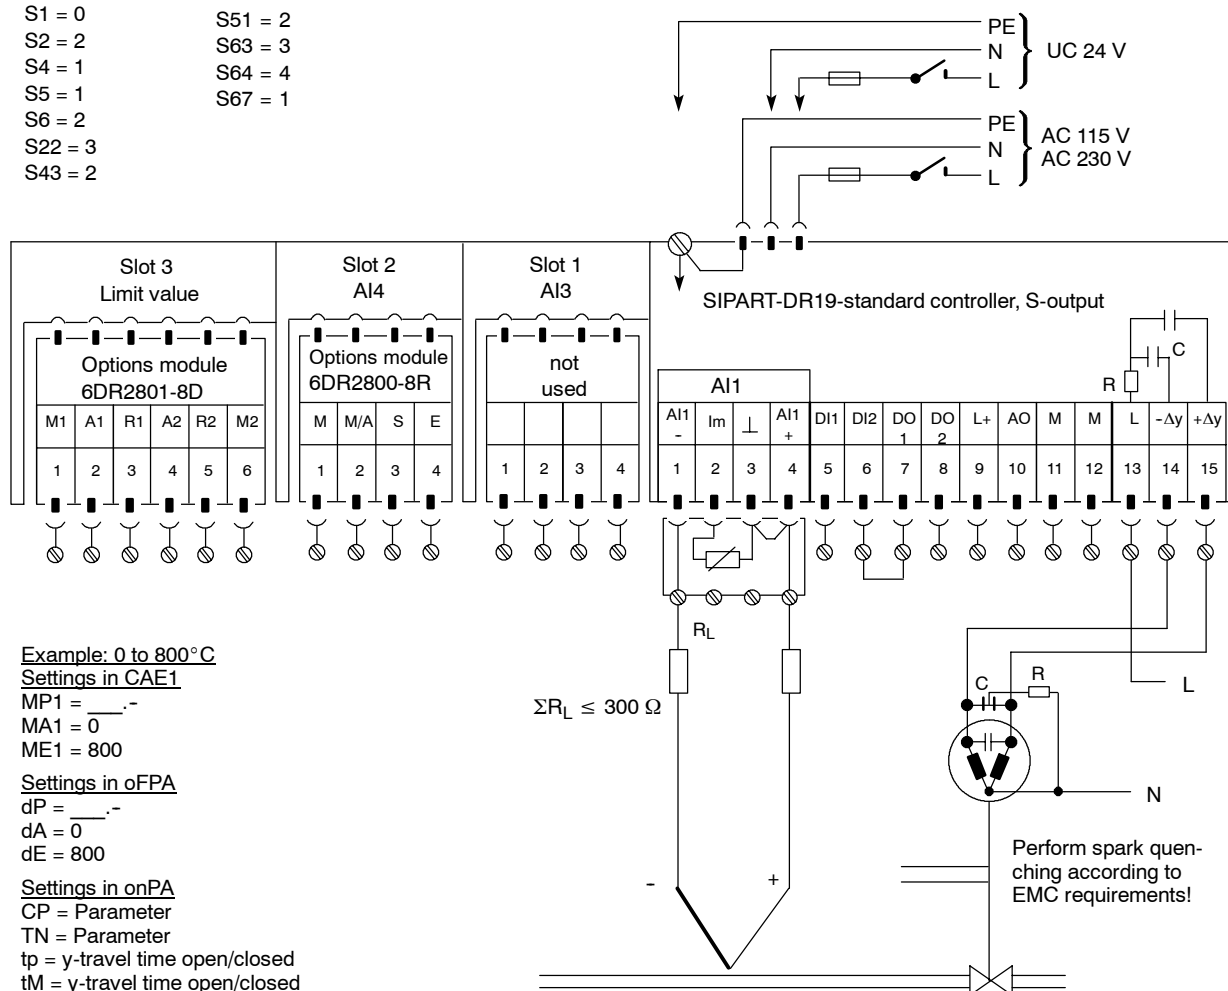 S1 = 0
S2 = 2
S4 = 1
S5 = 1
S6 = 2
S22 = 3
S43 = 2
S51 = 2
S63 = 3
S64 = 4
S67 = 1
PE
N
L
UC 24 V
PE
N
L
AC 115 V
AC 230 V
Slot 3
Limit value
Options module
6DR2801-8D
M1 A1 R1 A2 R2 M2
1 2 3 4 5 6
Slot 2
AI4
Options module
6DR2800-8R
M M/A S E
1 2 3 4
Slot 1
AI3
not
used
1 2 3 4
SIPART-DR19-standard controller, S-output
C
R
AI1
AI1 - Im ⊥ AI1 + DI1 DI2 DO 1 DO 2 L+ AO M M L -Δy +Δy
1 2 3 4 5 6 7 8 9 10 11 12 13 14 15
RL
ΣRL ≤ 300 Ω
C
R
L
N
- +
Perform spark quen-
ching according to
EMC requirements!
Example: 0 to 800°C
Settings in CAE1
MP1 = ___.-
MA1 = 0
ME1 = 800
Settings in oFPA
dP = ___.-
dA = 0
dE = 800
Settings in onPA
CP = Parameter
TN = Parameter
tp = y-travel time open/closed
tM = y-travel time open/closed